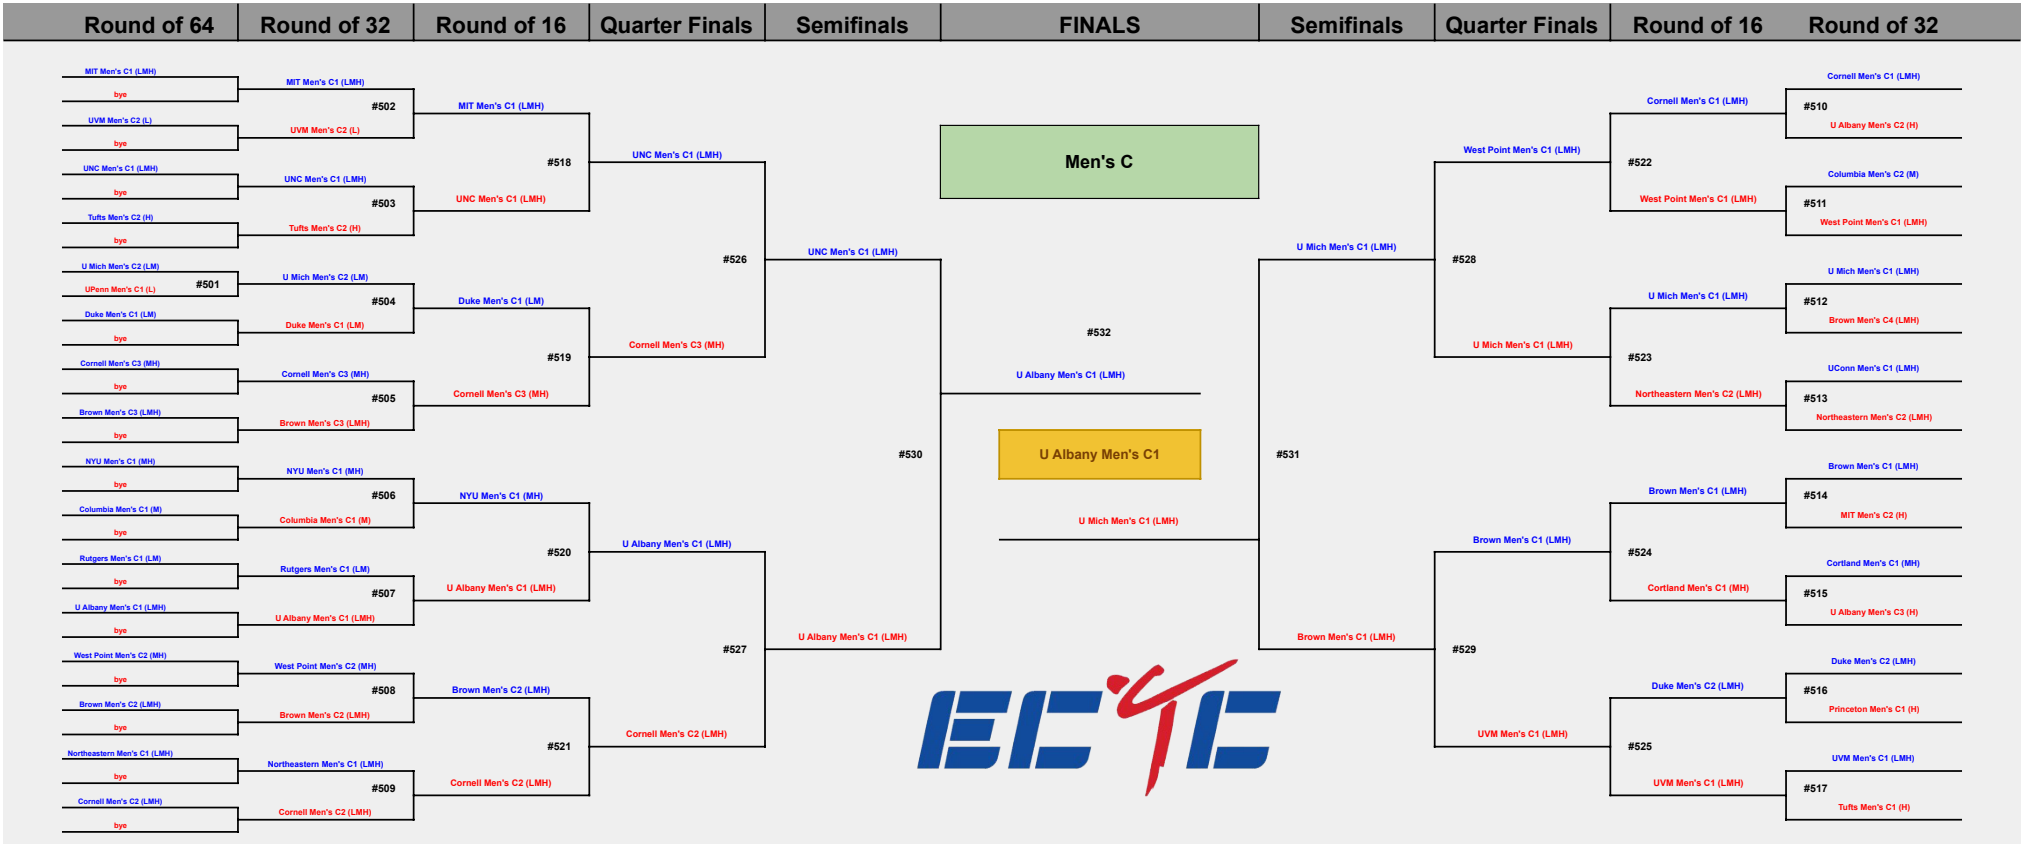 Round of 64 Round of 32 Round of 16 Quarter Finals Semifinals FINALS Semifinals Quarter Finals Round of 16 Round of 32
MIT Men's C1 (LMH)
bye
UVM Men's C2 (L)
bye
UNC Men's C1 (LMH)
bye
Tufts Men's C2 (H)
bye
U Mich Men's C2 (LM)
#501
UPenn Men's C1 (L)
Duke Men's C1 (LM)
bye
Cornell Men's C3 (MH)
bye
Brown Men's C3 (LMH)
bye
NYU Men's C1 (MH)
bye
Columbia Men's C1 (M)
bye
Rutgers Men's C1 (LM)
bye
U Albany Men's C1 (LMH)
bye
West Point Men's C2 (MH)
bye
Brown Men's C2 (LMH)
bye
Northeastern Men's C1 (LMH)
bye
Cornell Men's C2 (LMH)
bye
MIT Men's C1 (LMH)
#502
UVM Men's C2 (L)
UNC Men's C1 (LMH)
#503
Tufts Men's C2 (H)
U Mich Men's C2 (LM)
#504
Duke Men's C1 (LM)
Cornell Men's C3 (MH)
#505
Brown Men's C3 (LMH)
NYU Men's C1 (MH)
#506
Columbia Men's C1 (M)
Rutgers Men's C1 (LM)
#507
U Albany Men's C1 (LMH)
West Point Men's C2 (MH)
#508
Brown Men's C2 (LMH)
Northeastern Men's C1 (LMH)
#509
Cornell Men's C2 (LMH)
MIT Men's C1 (LMH)
#518
UNC Men's C1 (LMH)
Duke Men's C1 (LM)
#519
Cornell Men's C3 (MH)
NYU Men's C1 (MH)
#520
U Albany Men's C1 (LMH)
Brown Men's C2 (LMH)
#521
Cornell Men's C2 (LMH)
UNC Men's C1 (LMH)
#526
Cornell Men's C3 (MH)
U Albany Men's C1 (LMH)
#527
Cornell Men's C2 (LMH)
UNC Men's C1 (LMH)
#530
U Albany Men's C1 (LMH)
Men's C
#532
U Albany Men's C1 (LMH)
U Albany Men's C1
U Mich Men's C1 (LMH)
ECTC
U Mich Men's C1 (LMH)
#531
Brown Men's C1 (LMH)
West Point Men's C1 (LMH)
#528
U Mich Men's C1 (LMH)
Brown Men's C1 (LMH)
#529
UVM Men's C1 (LMH)
Cornell Men's C1 (LMH)
#522
West Point Men's C1 (LMH)
U Mich Men's C1 (LMH)
#523
Northeastern Men's C2 (LMH)
Brown Men's C1 (LMH)
#524
Cortland Men's C1 (MH)
Duke Men's C2 (LMH)
#525
UVM Men's C1 (LMH)
Cornell Men's C1 (LMH)
#510
U Albany Men's C2 (H)
Columbia Men's C2 (M)
#511
West Point Men's C1 (LMH)
U Mich Men's C1 (LMH)
#512
Brown Men's C4 (LMH)
UConn Men's C1 (LMH)
#513
Northeastern Men's C2 (LMH)
Brown Men's C1 (LMH)
#514
MIT Men's C2 (H)
Cortland Men's C1 (MH)
#515
U Albany Men's C3 (H)
Duke Men's C2 (LMH)
#516
Princeton Men's C1 (H)
UVM Men's C1 (LMH)
#517
Tufts Men's C1 (H)